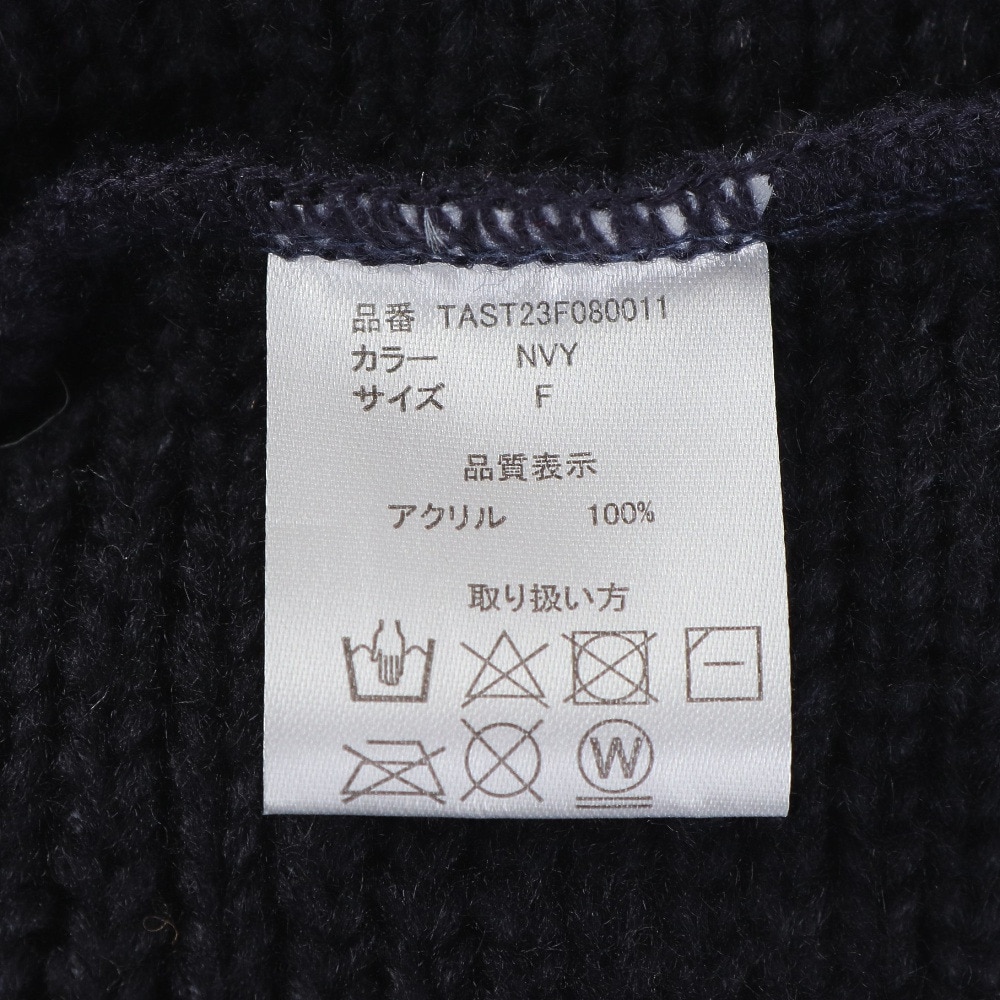 品番 TAST23F080011
カラー NVY
サイズ F
品質表示
アクリル 100%
取り扱い方
W